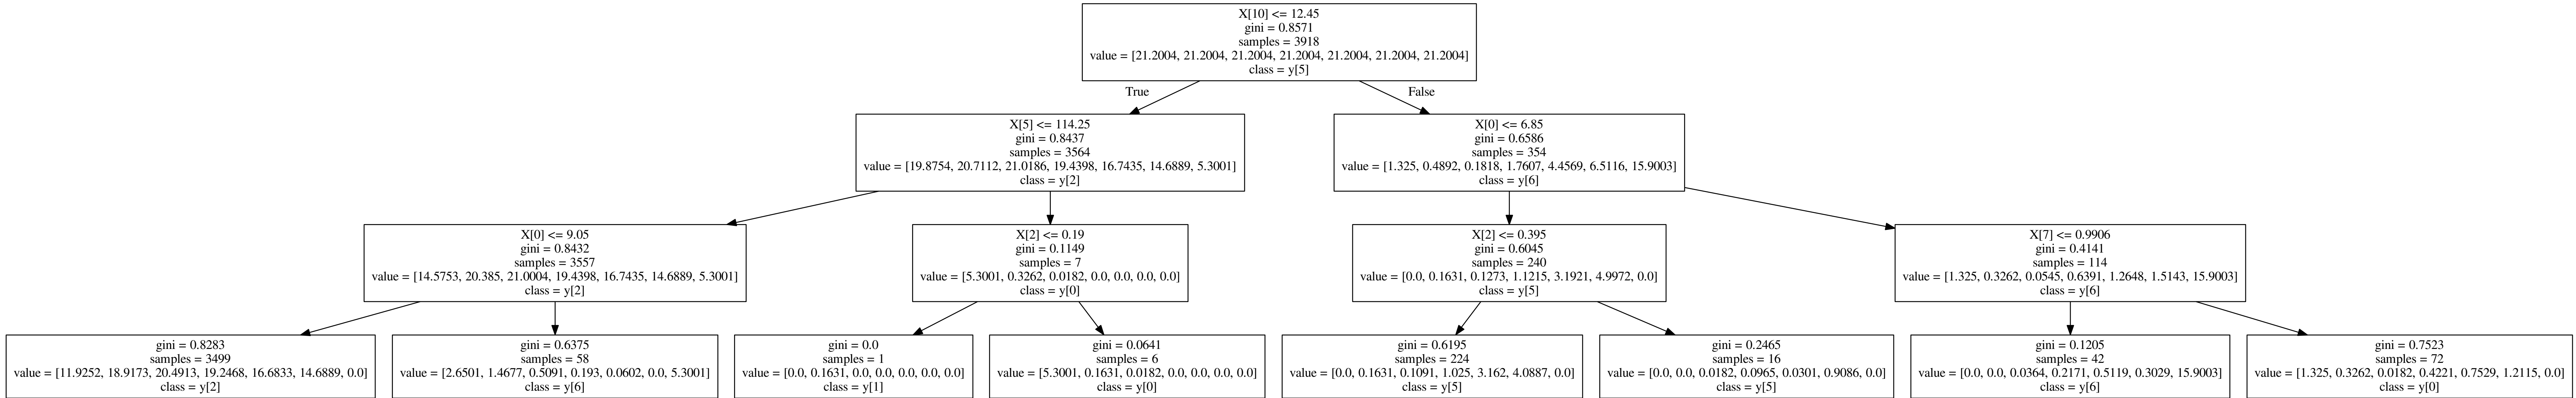 X[10] <= 12.45
gini = 0.8571
samples = 3918
value = [21.2004, 21.2004, 21.2004, 21.2004, 21.2004, 21.2004, 21.2004]
class = y[5]
True
False
X[5] <= 114.25
gini = 0.8437
samples = 3564
value = [19.8754, 20.7112, 21.0186, 19.4398, 16.7435, 14.6889, 5.3001]
class = y[2]
X[0] <= 6.85
gini = 0.6586
samples = 354
value = [1.325, 0.4892, 0.1818, 1.7607, 4.4569, 6.5116, 15.9003]
class = y[6]
X[0] <= 9.05
gini = 0.8432
samples = 3557
value = [14.5753, 20.385, 21.0004, 19.4398, 16.7435, 14.6889, 5.3001]
class = y[2]
X[2] <= 0.19
gini = 0.1149
samples = 7
value = [5.3001, 0.3262, 0.0182, 0.0, 0.0, 0.0, 0.0]
class = y[0]
X[2] <= 0.395
gini = 0.6045
samples = 240
value = [0.0, 0.1631, 0.1273, 1.1215, 3.1921, 4.9972, 0.0]
class = y[5]
X[7] <= 0.9906
gini = 0.4141
samples = 114
value = [1.325, 0.3262, 0.0545, 0.6391, 1.2648, 1.5143, 15.9003]
class = y[6]
gini = 0.8283
samples = 3499
value = [11.9252, 18.9173, 20.4913, 19.2468, 16.6833, 14.6889, 0.0]
class = y[2]
gini = 0.6375
samples = 58
value = [2.6501, 1.4677, 0.5091, 0.193, 0.0602, 0.0, 5.3001]
class = y[6]
gini = 0.0
samples = 1
value = [0.0, 0.1631, 0.0, 0.0, 0.0, 0.0, 0.0]
class = y[1]
gini = 0.0641
samples = 6
value = [5.3001, 0.1631, 0.0182, 0.0, 0.0, 0.0, 0.0]
class = y[0]
gini = 0.6195
samples = 224
value = [0.0, 0.1631, 0.1091, 1.025, 3.162, 4.0887, 0.0]
class = y[5]
gini = 0.2465
samples = 16
value = [0.0, 0.0, 0.0182, 0.0965, 0.0301, 0.9086, 0.0]
class = y[5]
gini = 0.1205
samples = 42
value = [0.0, 0.0, 0.0364, 0.2171, 0.5119, 0.3029, 15.9003]
class = y[6]
gini = 0.7523
samples = 72
value = [1.325, 0.3262, 0.0182, 0.4221, 0.7529, 1.2115, 0.0]
class = y[0]